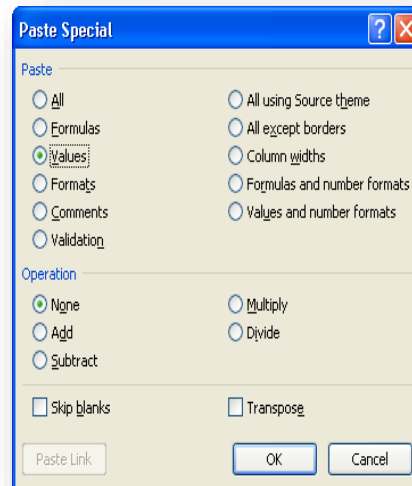 Paste Special
Paste
All
All using Source theme
Formulas
All except borders
Values
Column widths
Formats
Formulas and number formats
Comments
Values and number formats
Validation
Operation
None
Multiply
Add
Divide
Subtract
Skip blanks
Transpose
Paste Link
OK
Cancel